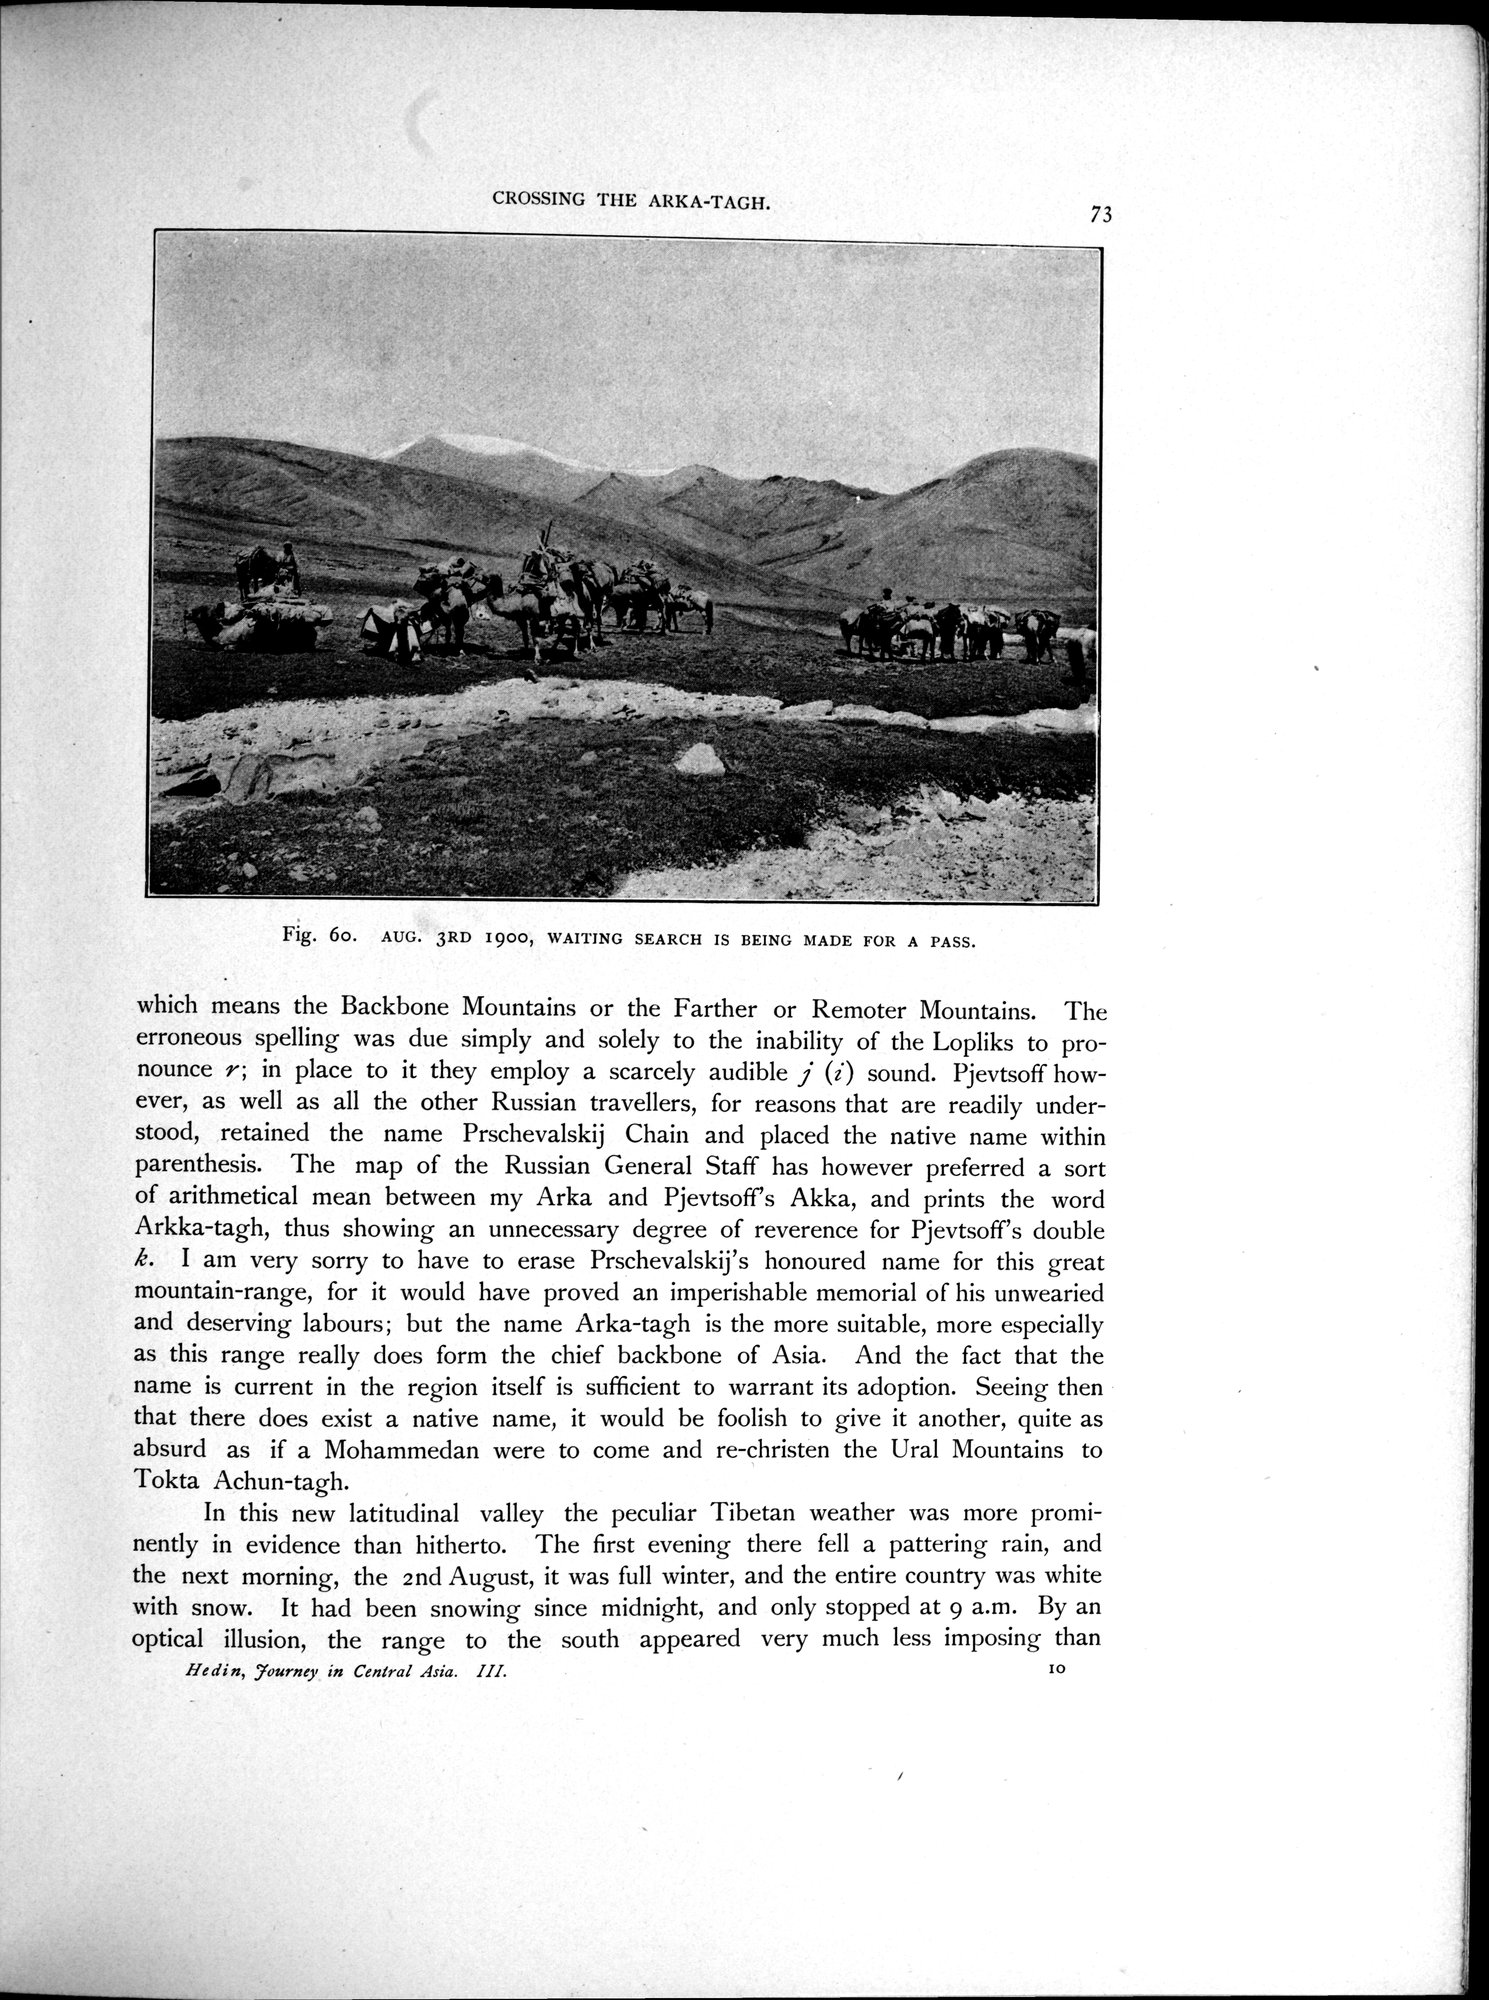 CROSSING THE ARKA-TAGH.
73
Fig. 60. AUG. 3RD 1900, WAITING SEARCH IS BEING MADE FOR A PASS.
which means the Backbone Mountains or the Farther or Remoter Mountains. The
erroneous spelling was due simply and solely to the inability of the Lopliks to pro-
nounce r; in place to it they employ a scarcely audible j (i) sound. Pjevtsoff how-
ever, as well as all the other Russian travellers, for reasons that are readily under-
stood, retained the name Prschevalskij Chain and placed the native name within
parenthesis. The map of the Russian General Staff has however preferred a sort
of arithmetical mean between my Arka and Pjevtsoff's Akka, and prints the word
Arkka-tagh, thus showing an unnecessary degree of reverence for Pjevtsoff's double
k. I am very sorry to have to erase Prschevalskij's honoured name for this great
mountain-range, for it would have proved an imperishable memorial of his unwearied
and deserving labours; but the name Arka-tagh is the more suitable, more especially
as this range really does form the chief backbone of Asia. And the fact that the
name is current in the region itself is sufficient to warrant its adoption. Seeing then
that there does exist a native name, it would be foolish to give it another, quite as
absurd as if a Mohammedan were to come and re-christen the Ural Mountains to
Tokta Achun-tagh.
In this new latitudinal valley the peculiar Tibetan weather was more promi-
nently in evidence than hitherto. The first evening there fell a pattering rain, and
the next morning, the 2nd August, it was full winter, and the entire country was white
with snow. It had been snowing since midnight, and only stopped at 9 a.m. By an
optical illusion, the range to the south appeared very much less imposing than
Hedin, Journey in Central Asia. III.
10